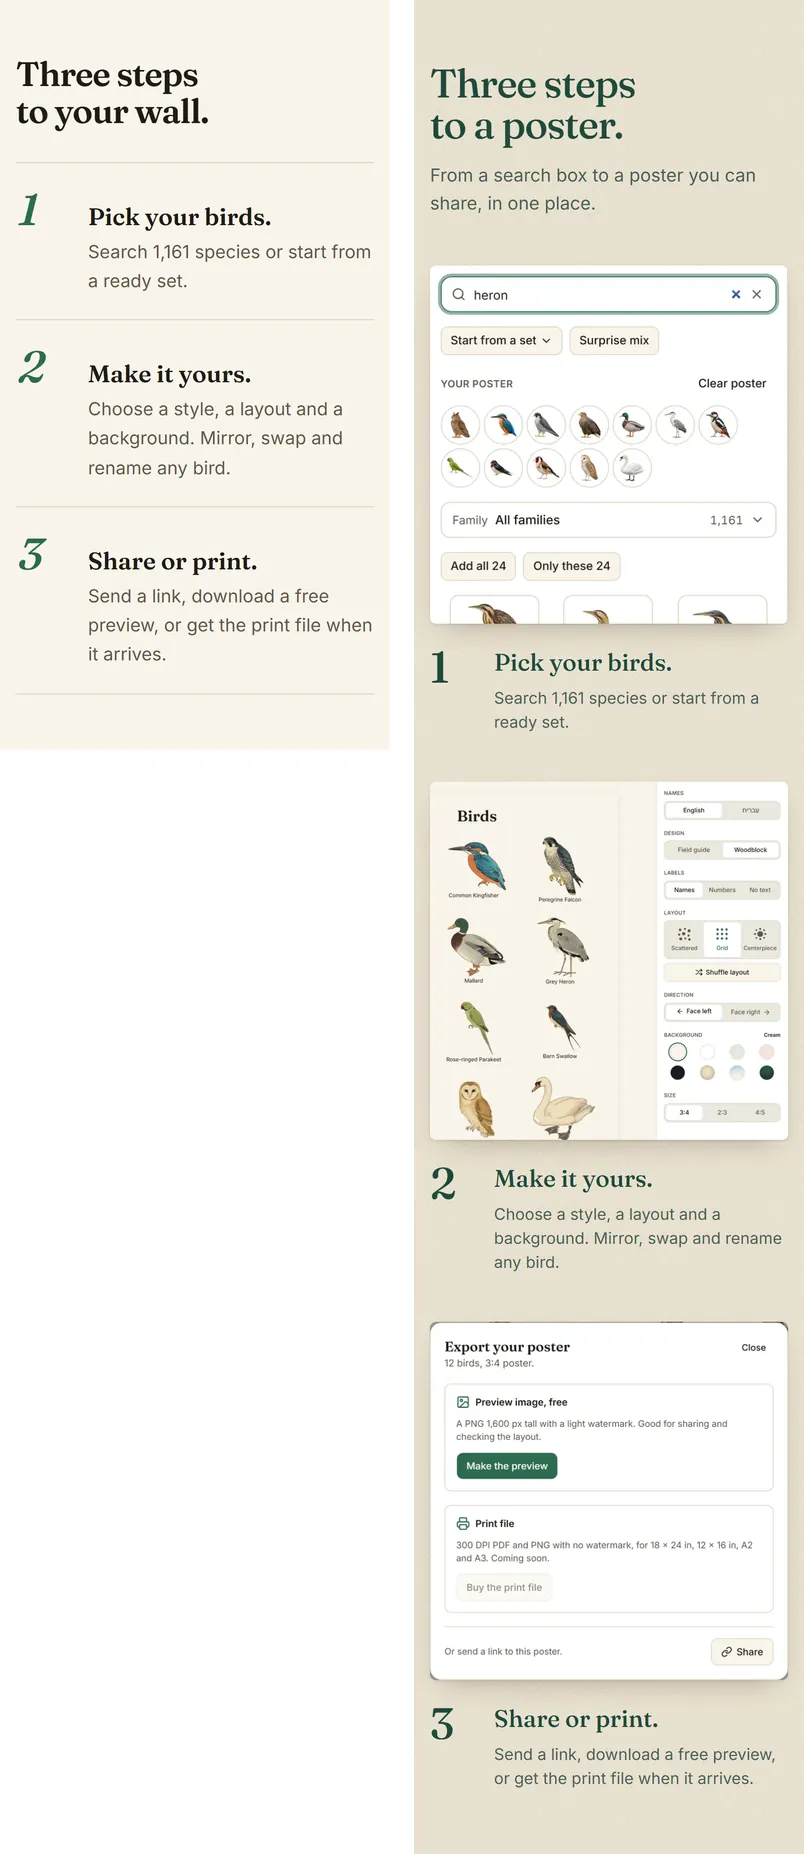 Three steps
to your wall.
1
Pick your birds.
Search 1,161 species or start from
a ready set.
2
Make it yours.
Choose a style, a layout and a
background. Mirror, swap and
rename any bird.
3
Share or print.
Send a link, download a free
preview, or get the print file when
it arrives.
Three steps
to a poster.
From a search box to a poster you can
share, in one place.
heron
Start from a set
Surprise mix
YOUR POSTER
Clear poster
Family All families
1,161
Add all 24
Only these 24
1
Pick your birds.
Search 1,161 species or start from a
ready set.
Birds
Common Kingfisher
Peregrine Falcon
Mallard
Grey Heron
Rose-ringed Parakeet
Barn Swallow
NAMES
English
עברית
DESIGN
Field guide
Woodblock
LABELS
Names
Numbers
No text
LAYOUT
Scattered
Grid
Centerpiece
Shuffle layout
DIRECTION
← Face left
Face right →
BACKGROUND
Cream
SIZE
3:4
2:3
4:5
2
Make it yours.
Choose a style, a layout and a
background. Mirror, swap and rename
any bird.
Export your poster
Close
12 birds, 3:4 poster.
Preview image, free
A PNG 1,600 px tall with a light watermark. Good for sharing and
checking the layout.
Make the preview
Print file
300 DPI PDF and PNG with no watermark, for 18 × 24 in, 12 × 16 in, A2
and A3. Coming soon.
Buy the print file
Or send a link to this poster.
Share
3
Share or print.
Send a link, download a free preview,
or get the print file when it arrives.